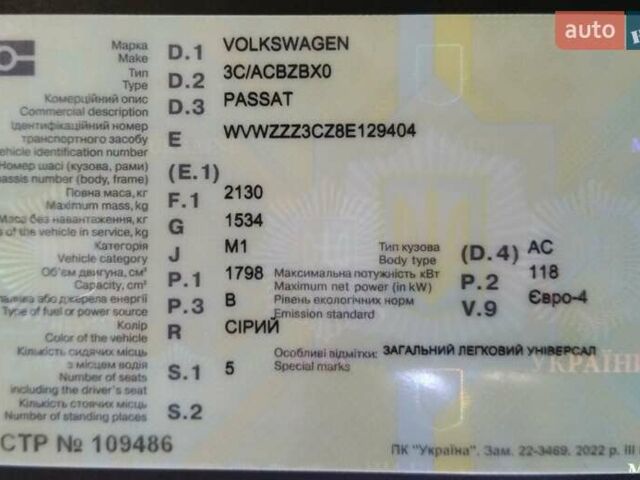 auto
Марка D.1 VOLKSWAGEN
Make
Тип D.2 3C/ACBZBX0
Type
Комерційний опис D.3 PASSAT
Commercial description
Ідентифікаційний номер
транспортного засобу E WVWZZZ3CZ8E129404
vehicle identification number
Номер шасі (кузова, рами) (E.1)
number (body, frame)
Повна маса, кг F.1 2130
Maximum mass, kg
Маса без навантаження, кг G 1534
of the vehicle in service, kg
Категорія J M1 Тип кузова (D.4) AC
Vehicle category Body type
Об'єм двигуна, см³ P.1 1798 Максимальна потужність кВт P.2 118
Capacity, cm³ Maximum net power (in kW)
або джерела енергії P.3 B Рівень екологічних норм V.9 Євро-4
Type of fuel or power source Emission standard
Колір R СІРИЙ
Color of the vehicle
Кількість сидячих місць Особливі відмітки: ЗАГАЛЬНИЙ ЛЕГКОВИЙ УНІВЕРСАЛ
з місцем водія S.1 5 Special marks
Number of seats
including the driver's seat
Кількість стоячих місць S.2
Number of standing places
СТР № 109486
ПК "Україна". Зам. 22-3469. 2022 р. III